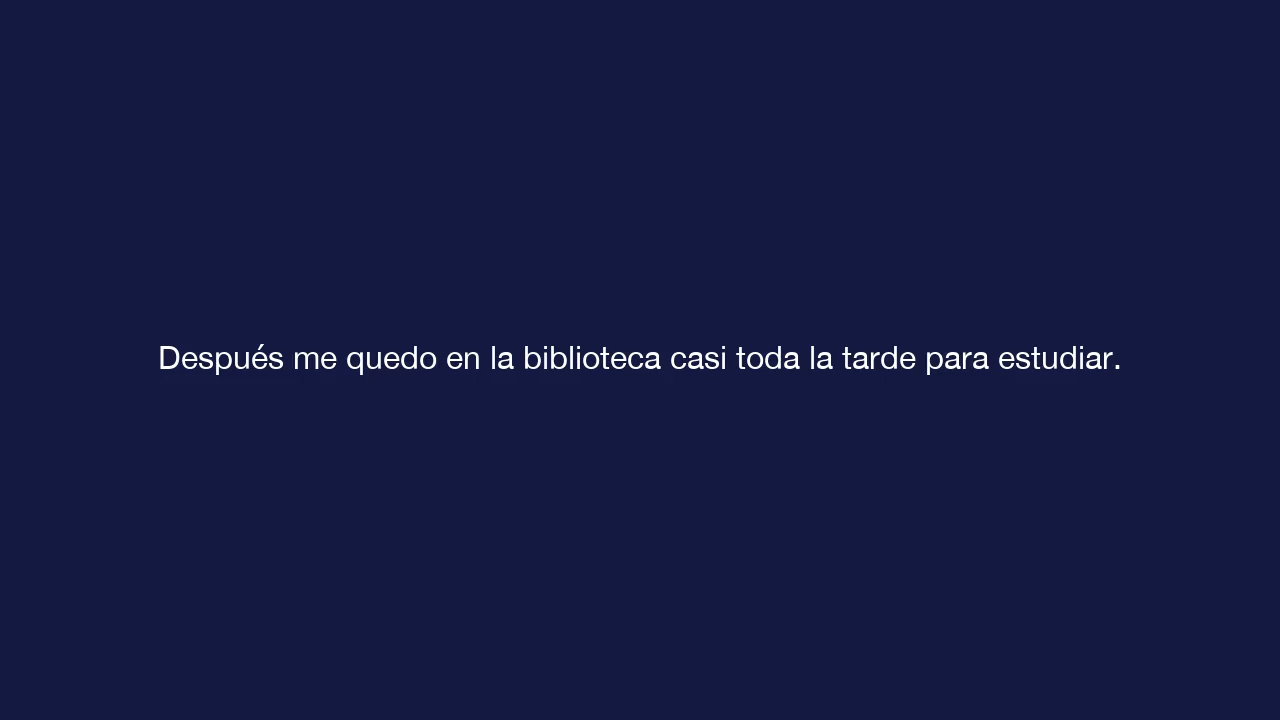 Después me quedo en la biblioteca casi toda la tarde para estudiar.